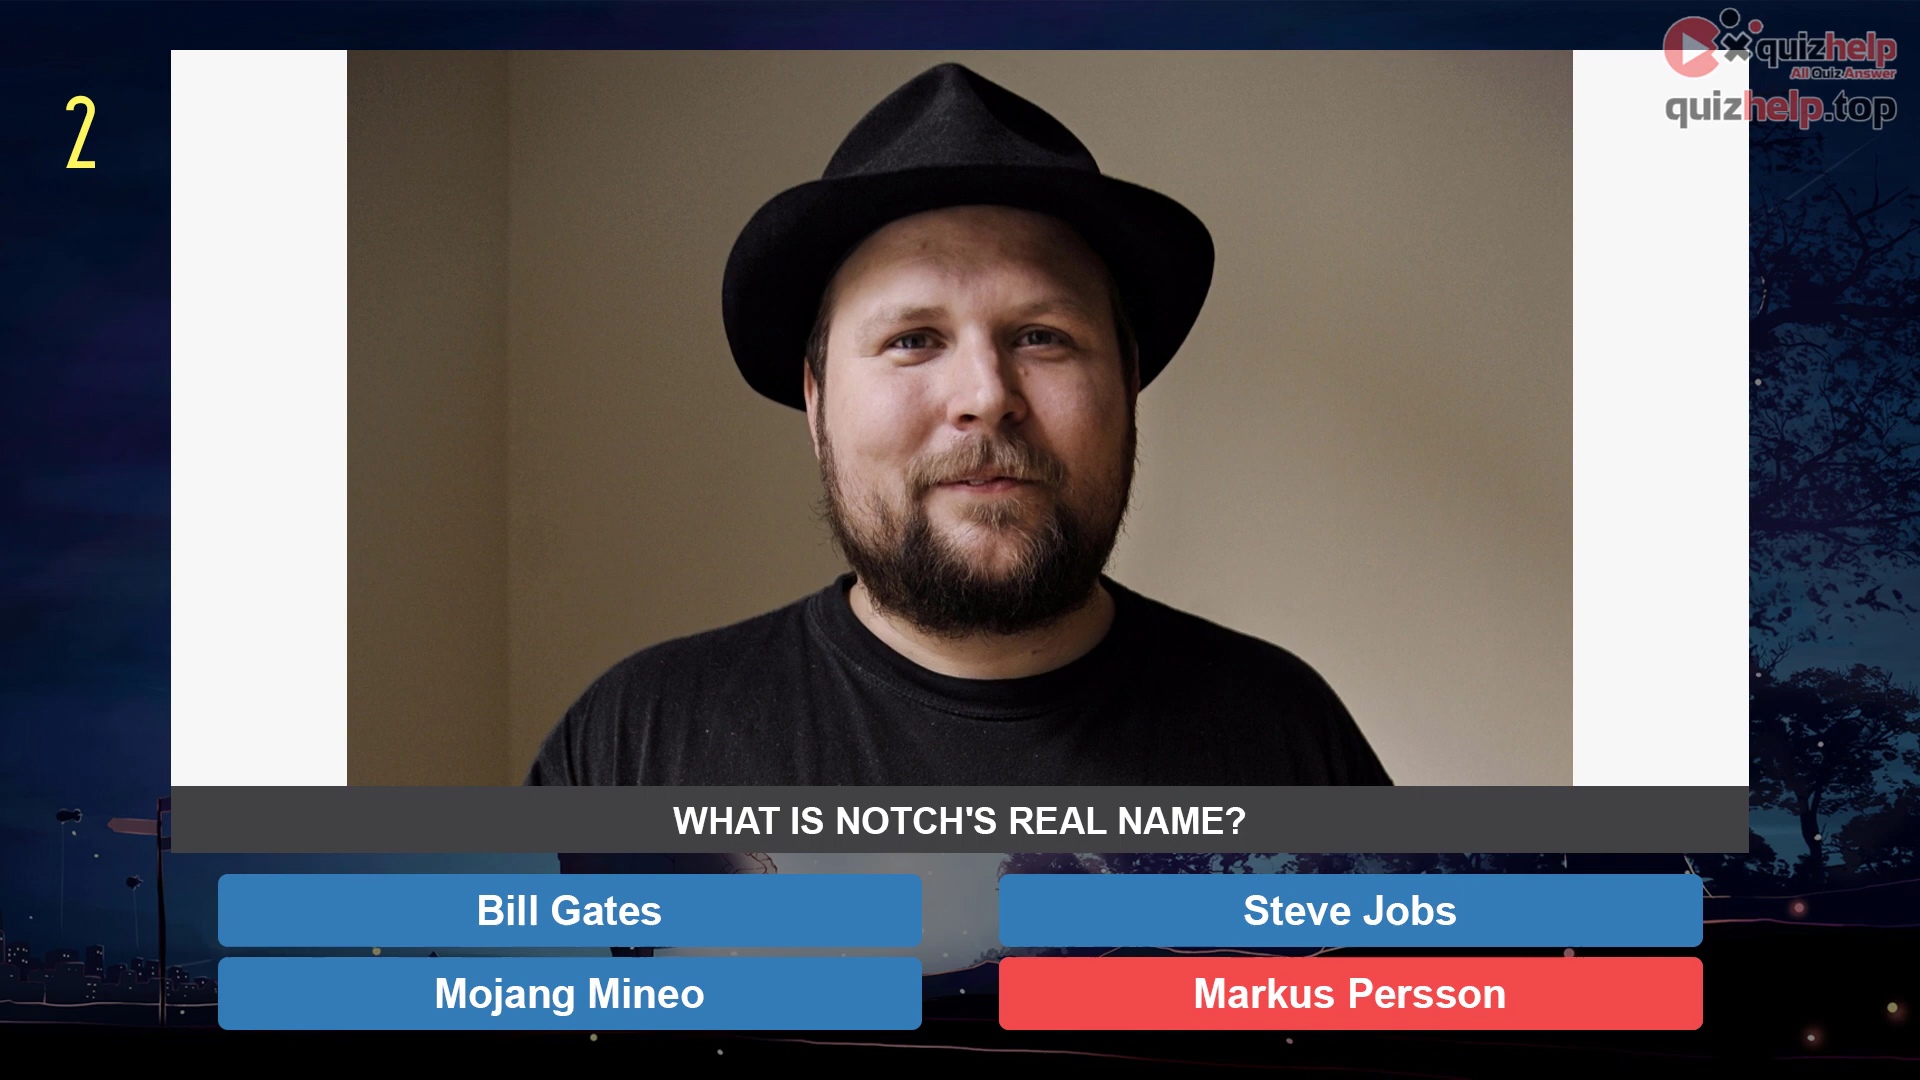 quizhelp
All Quiz Answer
quizhelp.top
2
WHAT IS NOTCH'S REAL NAME?
Bill Gates
Steve Jobs
Mojang Mineo
Markus Persson